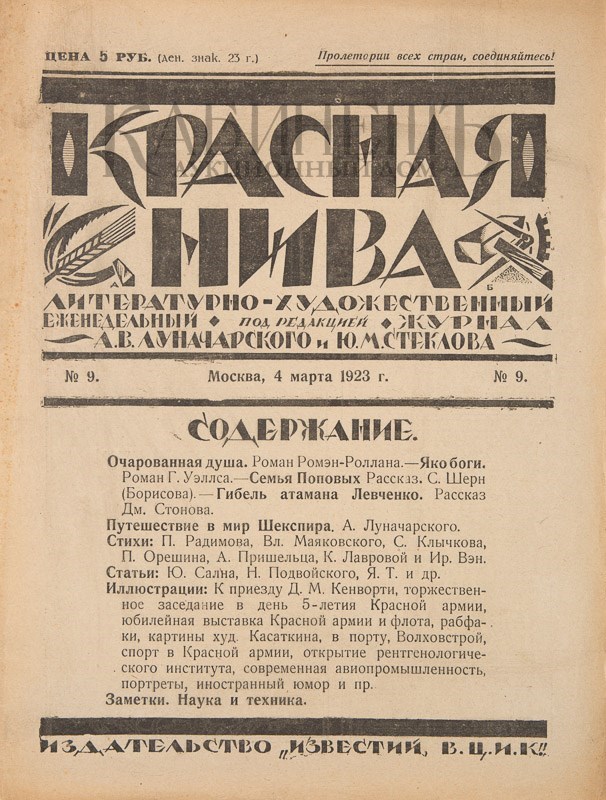 ЦЕНА 5 РУБ. (ден. знак. 23 г.)
Пролетарии всех стран, соединяйтесь!
КАБИНЕТЪ
АУКЦИОННЫЙ ДОМ
КРАСНАЯ
НИВА
ЛИТЕРАТУРНО-ХУДОЖЕСТВЕННЫЙ
ЕЖЕНЕДЕЛЬНЫЙ ◆ ПОД РЕДАКЦИЕЙ ◆ ЖУРНАЛ
А.В. ЛУНАЧАРСКОГО и Ю.М. СТЕКЛОВА
№ 9. Москва, 4 марта 1923 г. № 9.
СОДЕРЖАНИЕ.
Очарованная душа. Роман Ромэн-Роллана.—Яко боги.
Роман Г. Уэллса.—Семья Поповых Рассказ. С. Шерн
(Борисова).—Гибель атамана Левченко. Рассказ
Дм. Стонова.
Путешествие в мир Шекспира. А. Луначарского.
Стихи: П. Радимова, Вл. Маяковского, С. Клычкова,
П. Орешина, А. Пришельца, К. Лавровой и Ир. Вэн.
Статьи: Ю. Сална, Н. Подвойского, Я. Т. и др.
Иллюстрации: К приезду Д. М. Кенворти, торжествен-
ное заседание в день 5-летия Красной армии,
юбилейная выставка Красной армии и флота, рабфа-
ки, картины худ. Касаткина, в порту, Волховстрой,
спорт в Красной армии, открытие рентгенологиче-
ского института, современная авиопромышленность,
портреты, иностранный юмор и пр.
Заметки. Наука и техника.
ИЗДАТЕЛЬСТВО „ИЗВЕСТИЙ, В.Ц.И.К"